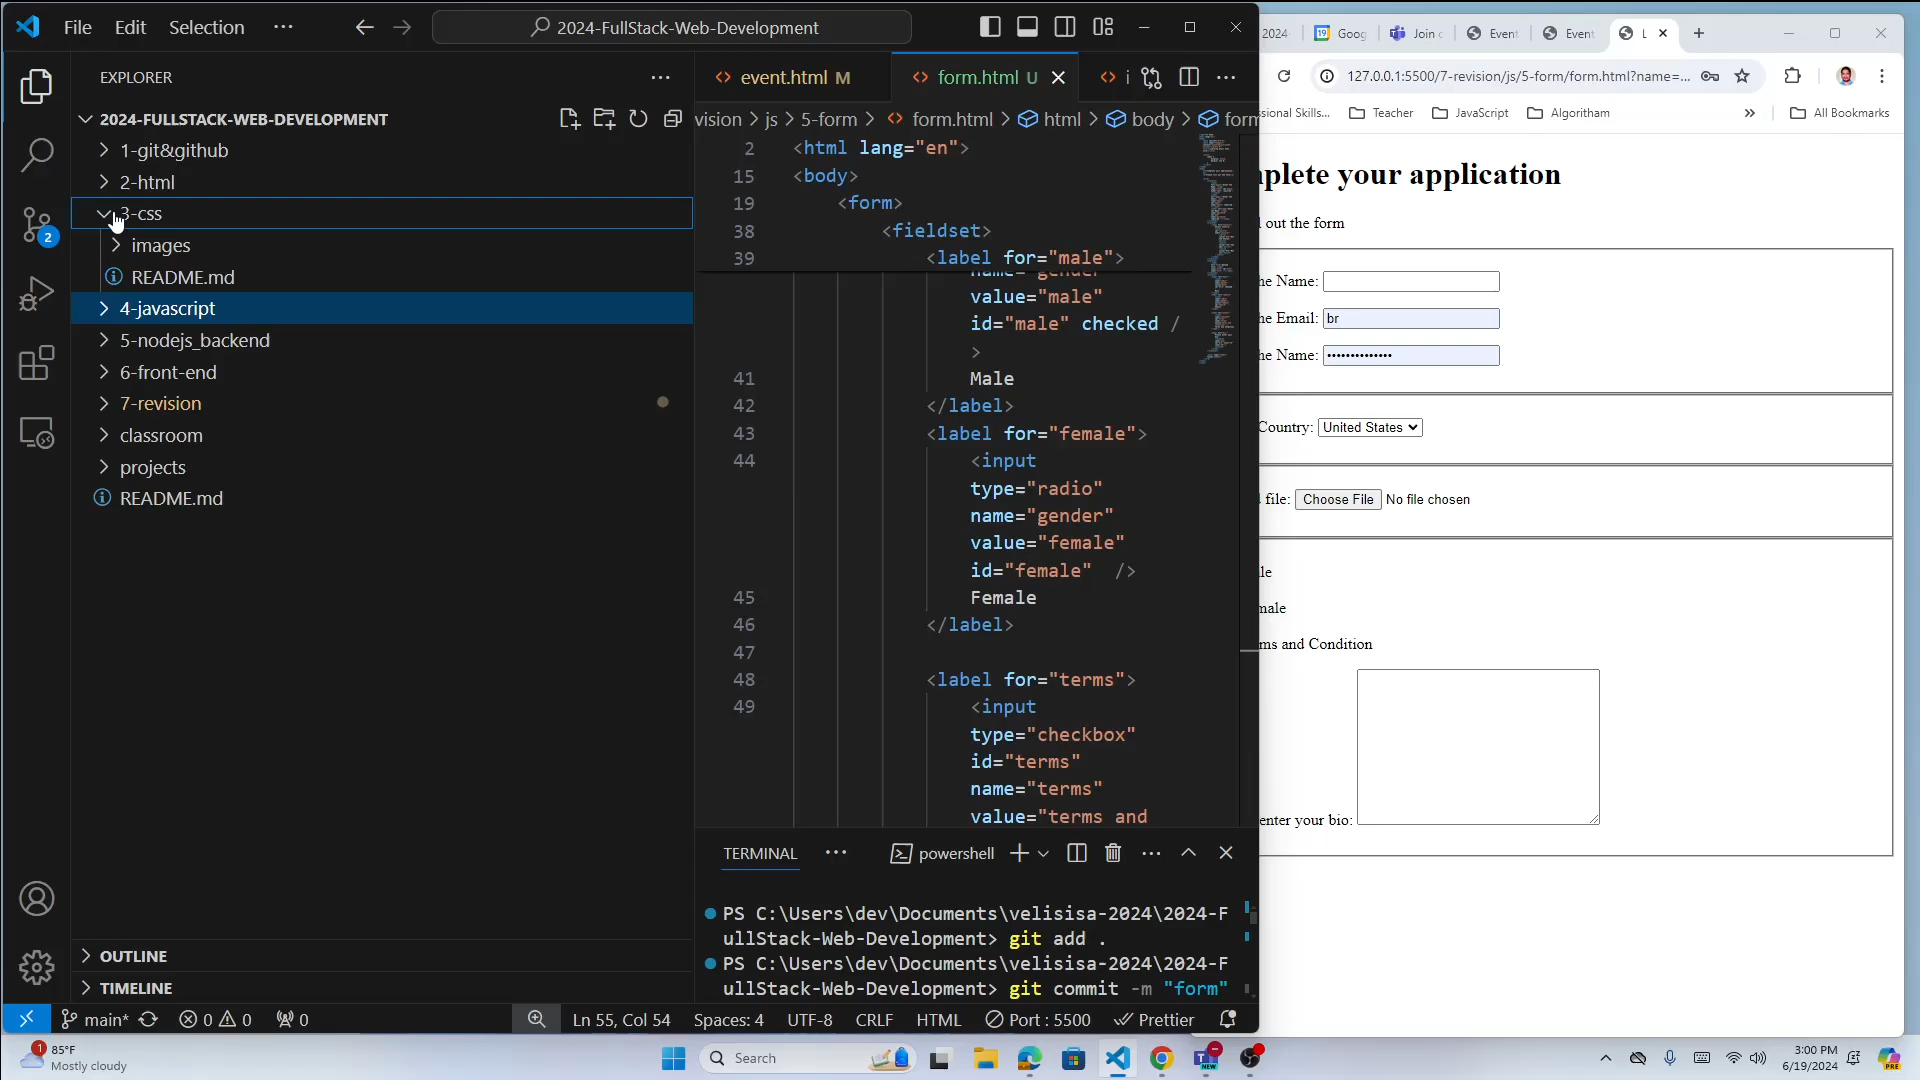 File Edit Selection ···
2024-FullStack-Web-Development
EXPLORER
2024-FULLSTACK-WEB-DEVELOPMENT
1-git&github
2-html
3-css
images
README.md
4-javascript
5-nodejs_backend
6-front-end
7-revision
classroom
projects
README.md
OUTLINE
TIMELINE
2
event.html M
form.html U
i
vision > js > 5-form > form.html > html > body > form
2 <html lang="en">
15 <body>
19 <form>
38 <fieldset>
39 <label for="male">
name="gender"
value="male"
id="male" checked /
>
41 Male
42 </label>
43 <label for="female">
44 <input
type="radio"
name="gender"
value="female"
id="female" />
45 Female
46 </label>
47
48 <label for="terms">
49 <input
type="checkbox"
id="terms"
name="terms"
value="terms and
TERMINAL ··· powershell
PS C:\Users\dev\Documents\velisisa-2024\2024-F
ullStack-Web-Development> git add .
PS C:\Users\dev\Documents\velisisa-2024\2024-F
ullStack-Web-Development> git commit -m "form"
main* 0 0 0 Ln 55, Col 54 Spaces: 4 UTF-8 CRLF HTML Port : 5500 Prettier
2024- 19 Goog Join c Event Event L
127.0.0.1:5500/7-revision/js/5-form/form.html?name=...
sional Skills... Teacher JavaScript Algoritham » All Bookmarks
plete your application
out the form
he Name:
he Email: br
he Name: ••••••••••••••
Country: United States
file: Choose File No file chosen
le
male
ms and Condition
enter your bio:
1 85°F
Mostly cloudy
Search
NEW
3:00 PM
6/19/2024
PRE